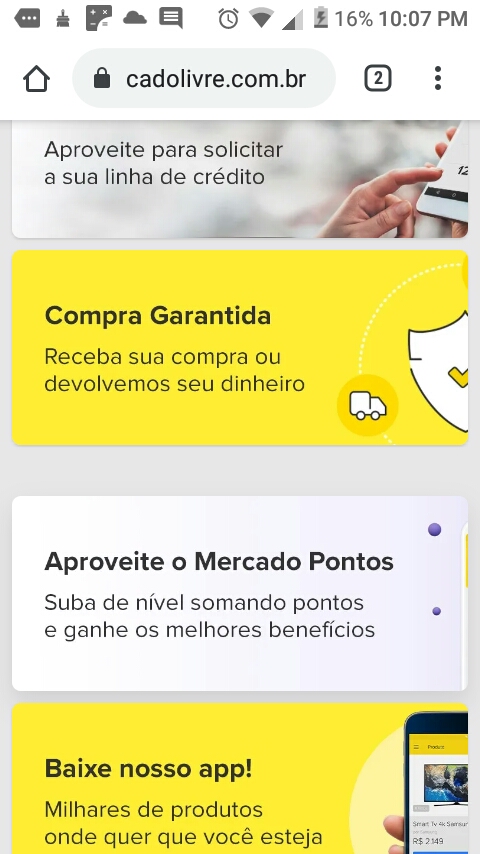 16% 10:07 PM
cadolivre.com.br
2
Aproveite para solicitar
a sua linha de crédito
12
Compra Garantida
Receba sua compra ou
devolvemos seu dinheiro
Aproveite o Mercado Pontos
Suba de nível somando pontos
e ganhe os melhores benefícios
Baixe nosso app!
Milhares de produtos
onde quer que você esteja
Produto
Smart Tv 4k Samsun
R$ 2.149